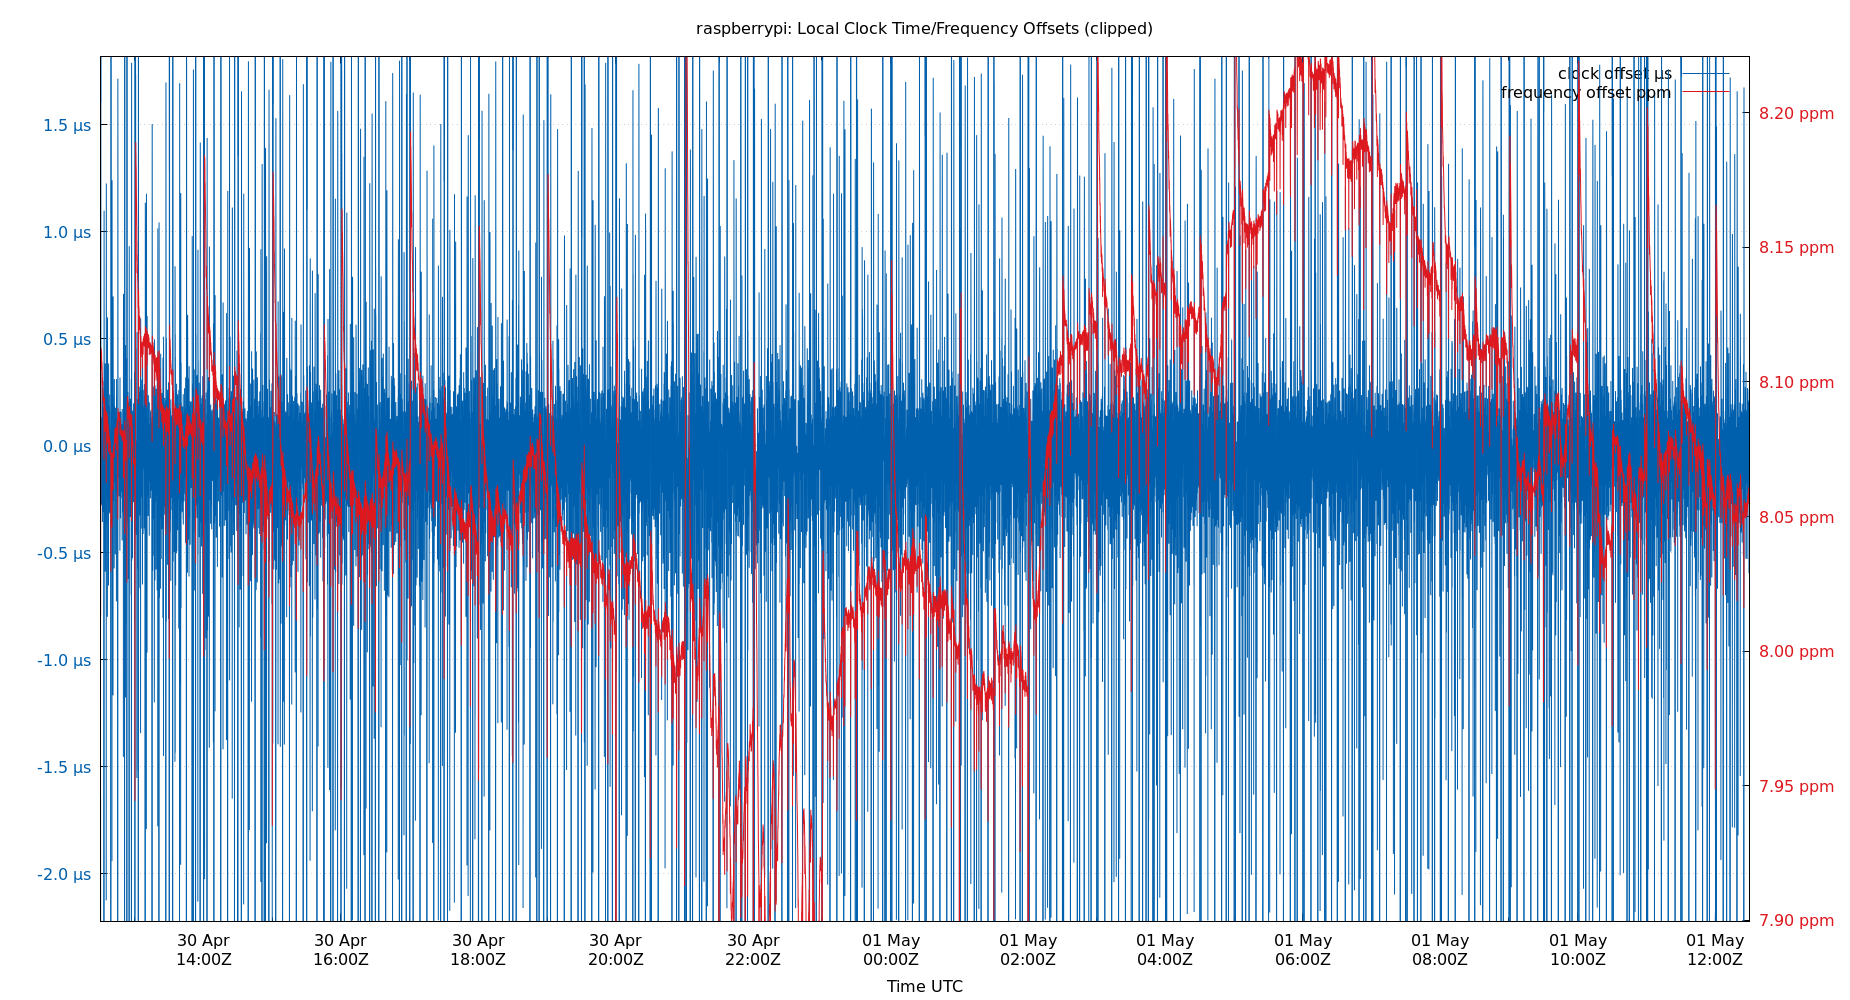 raspberrypi: Local Clock Time/Frequency Offsets (clipped)
clock offset µs
frequency offset ppm
1.5 µs
1.0 µs
0.5 µs
0.0 µs
-0.5 µs
-1.0 µs
-1.5 µs
-2.0 µs
8.20 ppm
8.15 ppm
8.10 ppm
8.05 ppm
8.00 ppm
7.95 ppm
7.90 ppm
30 Apr 30 Apr 30 Apr 30 Apr 30 Apr 01 May 01 May 01 May 01 May 01 May 01 May 01 May
14:00Z 16:00Z 18:00Z 20:00Z 22:00Z 00:00Z 02:00Z 04:00Z 06:00Z 08:00Z 10:00Z 12:00Z
Time UTC